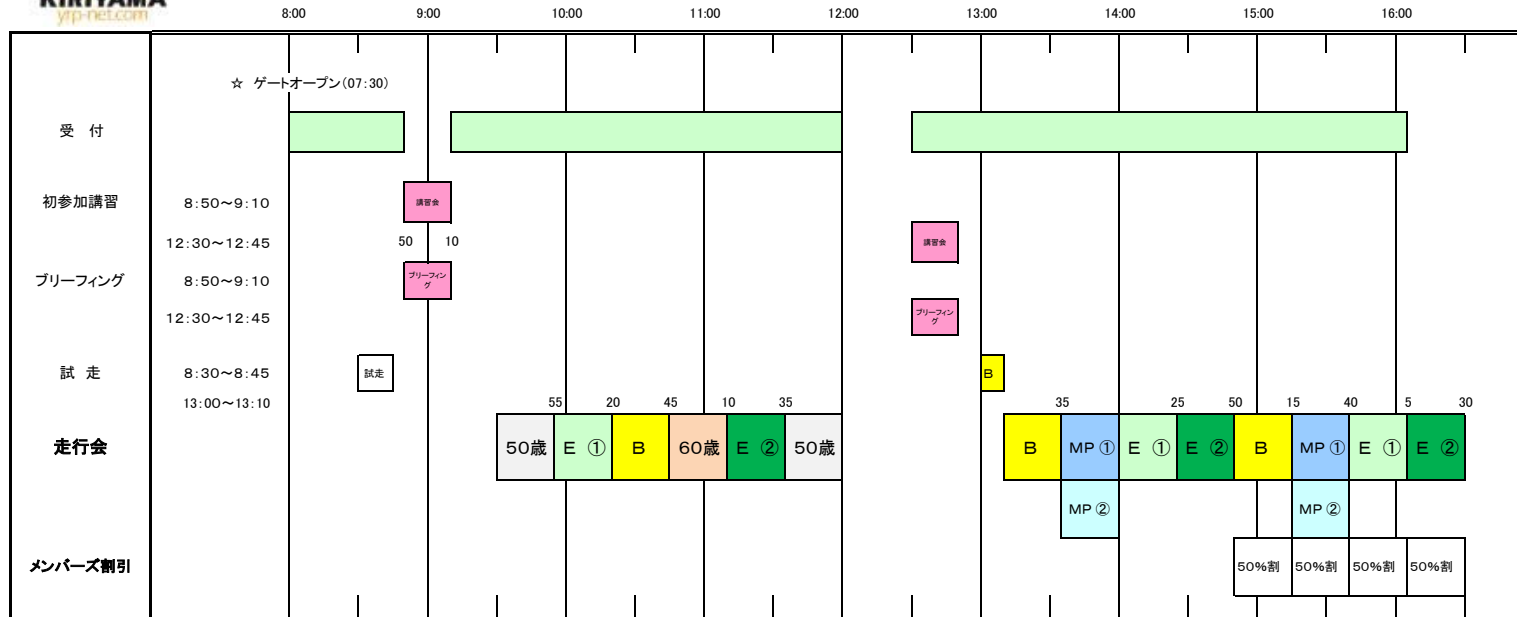 KIRIYAMA
yrp-net.com
8:00 9:00 10:00 11:00 12:00 13:00 14:00 15:00 16:00
☆ ゲートオープン(07:30)
受 付
初参加講習 8:50～9:10 講習会
12:30～12:45 50 10 講習会
ブリーフィング 8:50～9:10 ブリーフィン
グ
12:30～12:45 ブリーフィン
グ
試 走 8:30～8:45 試走 B
13:00～13:10 55 20 45 10 35 35 25 50 15 40 5 30
走行会 50歳 E ① B 60歳 E ② 50歳 B MP ① E ① E ② B MP ① E ① E ②
MP ② MP ②
メンバーズ割引 50%割 50%割 50%割 50%割